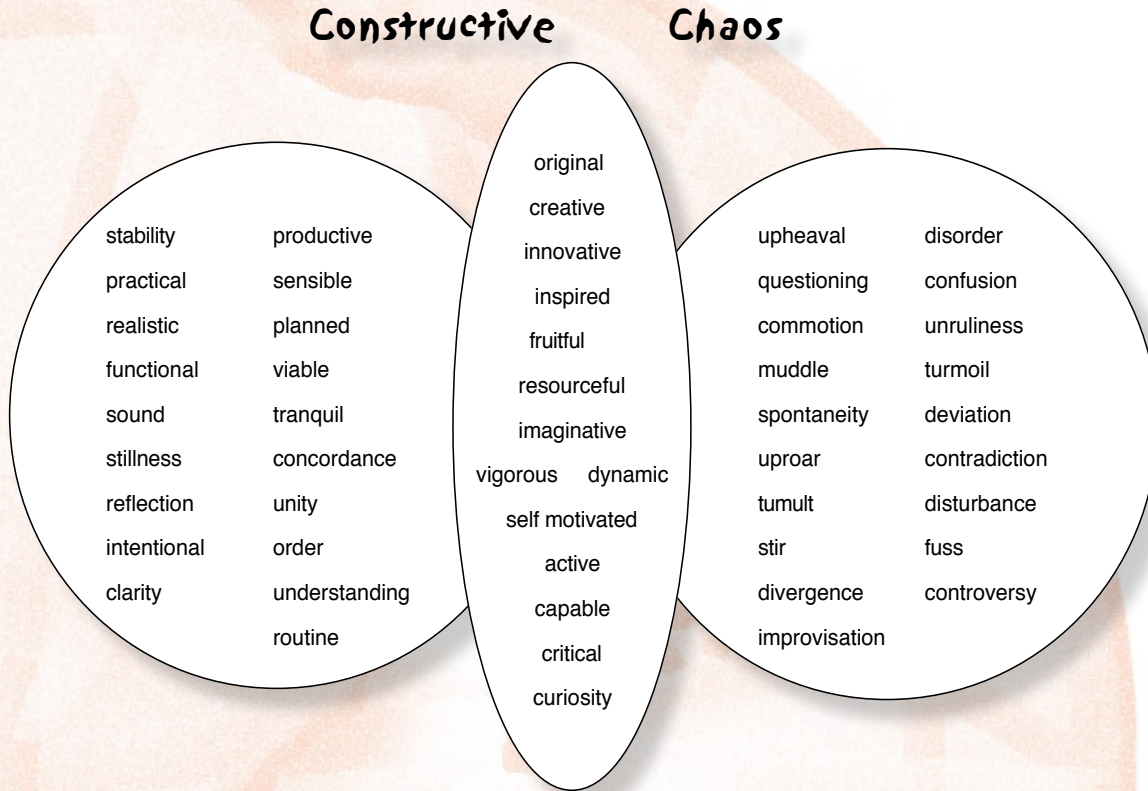 Constructive Chaos
stability productive
practical sensible
realistic planned
functional viable
sound tranquil
stillness concordance
reflection unity
intentional order
clarity understanding
routine
original
creative
innovative
inspired
fruitful
resourceful
imaginative
vigorous dynamic
self motivated
active
capable
critical
curiosity
upheaval disorder
questioning confusion
commotion unruliness
muddle turmoil
spontaneity deviation
uproar contradiction
tumult disturbance
stir fuss
divergence controversy
improvisation